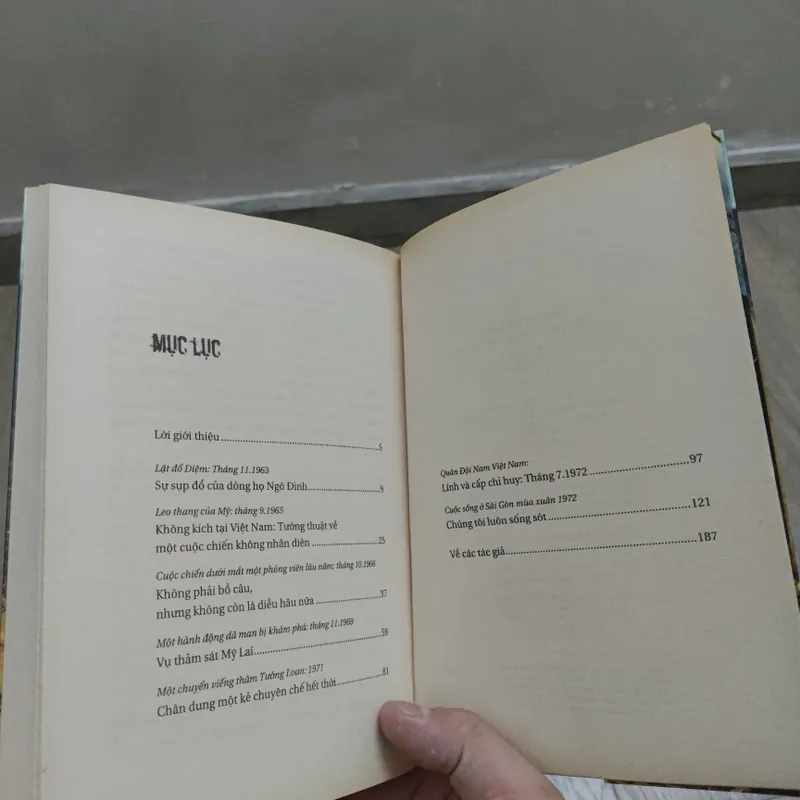 MỤC LỤC
Lời giới thiệu 5
Lật đổ Diệm: Tháng 11.1963
Sự sụp đổ của dòng họ Ngô Đình 9
Leo thang của Mỹ: tháng 9.1965
Không kích tại Việt Nam: Tường thuật về
một cuộc chiến không nhân diện 25
Cuộc chiến dưới mắt một phóng viên lâu năm: tháng 10.1966
Không phải bồ câu,
nhưng không còn là diều hâu nữa 37
Một hành động dã man bị khám phá: tháng 11.1969
Vụ thảm sát Mỹ Lai 59
Một chuyến viếng thăm Tướng Loan: 1971
Chân dung một kẻ chuyên chế hết thời 81
Quân Đội Nam Việt Nam:
Lính và cấp chỉ huy: Tháng 7.1972 97
Cuộc sống ở Sài Gòn mùa xuân 1972
Chúng tôi luôn sống sót 121
Về các tác giả 187